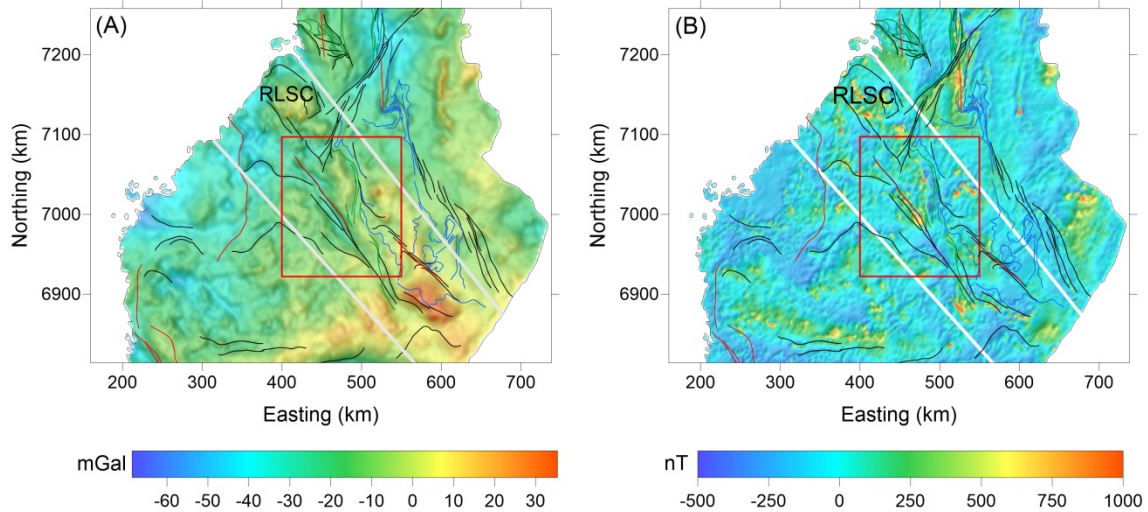 (A)
RLSC
7200
7100
7000
6900
Northing (km)
200 300 400 500 600 700
Easting (km)
mGal
-60 -50 -40 -30 -20 -10 0 10 20 30
(B)
RLSC
7200
7100
7000
6900
Northing (km)
200 300 400 500 600 700
Easting (km)
nT
-500 -250 0 250 500 750 1000